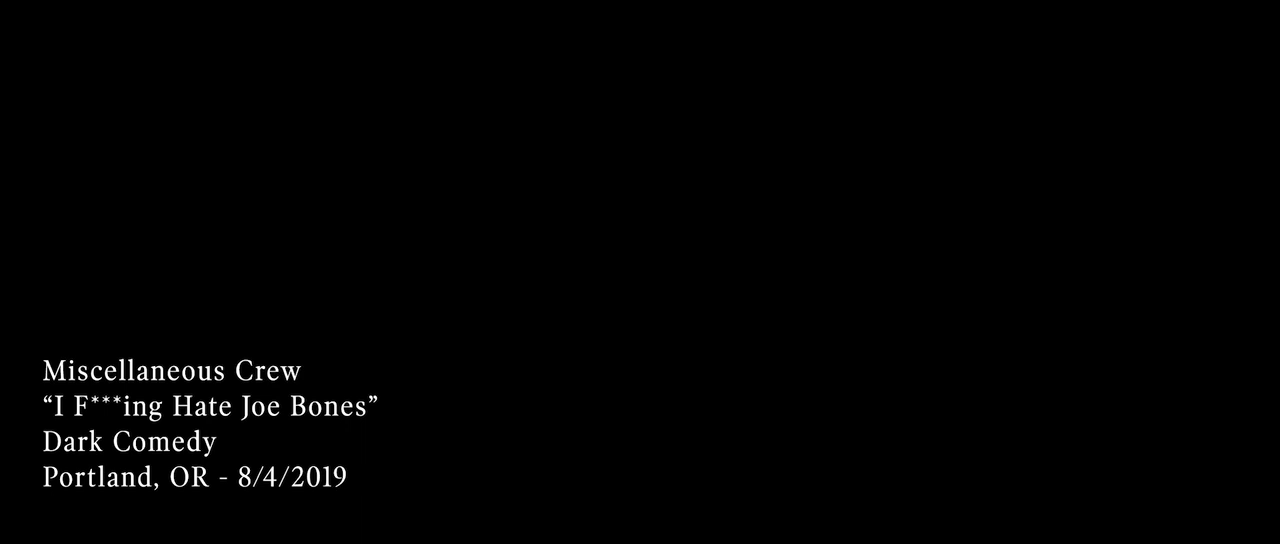 Miscellaneous Crew
“I F***ing Hate Joe Bones”
Dark Comedy
Portland, OR - 8/4/2019